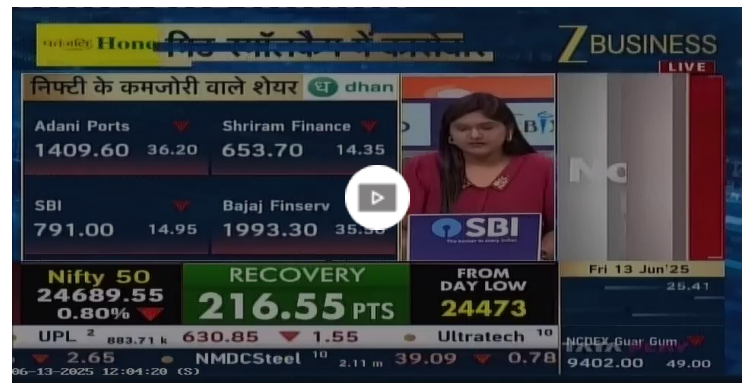 पतंजलि Honey
Z BUSINESS
LIVE
निफ्टी के कमजोरी वाले शेयर
dhan
Adani Ports
1409.60 36.20
Shriram Finance
653.70 14.35
SBI
791.00 14.95
Bajaj Finserv
1993.30
SBI
Nifty 50
24689.55
0.80%
RECOVERY
216.55 PTS
FROM
DAY LOW
24473
Fri 13 Jun'25
25.41
UPL 2 883.71 k 630.85 1.55 Ultratech 10
2.65 NMDCSteel 10 2.11 m 39.09 0.78
NCDEX Guar Gum
9402.00 49.00
06-13-2025 12:04:20 (S)